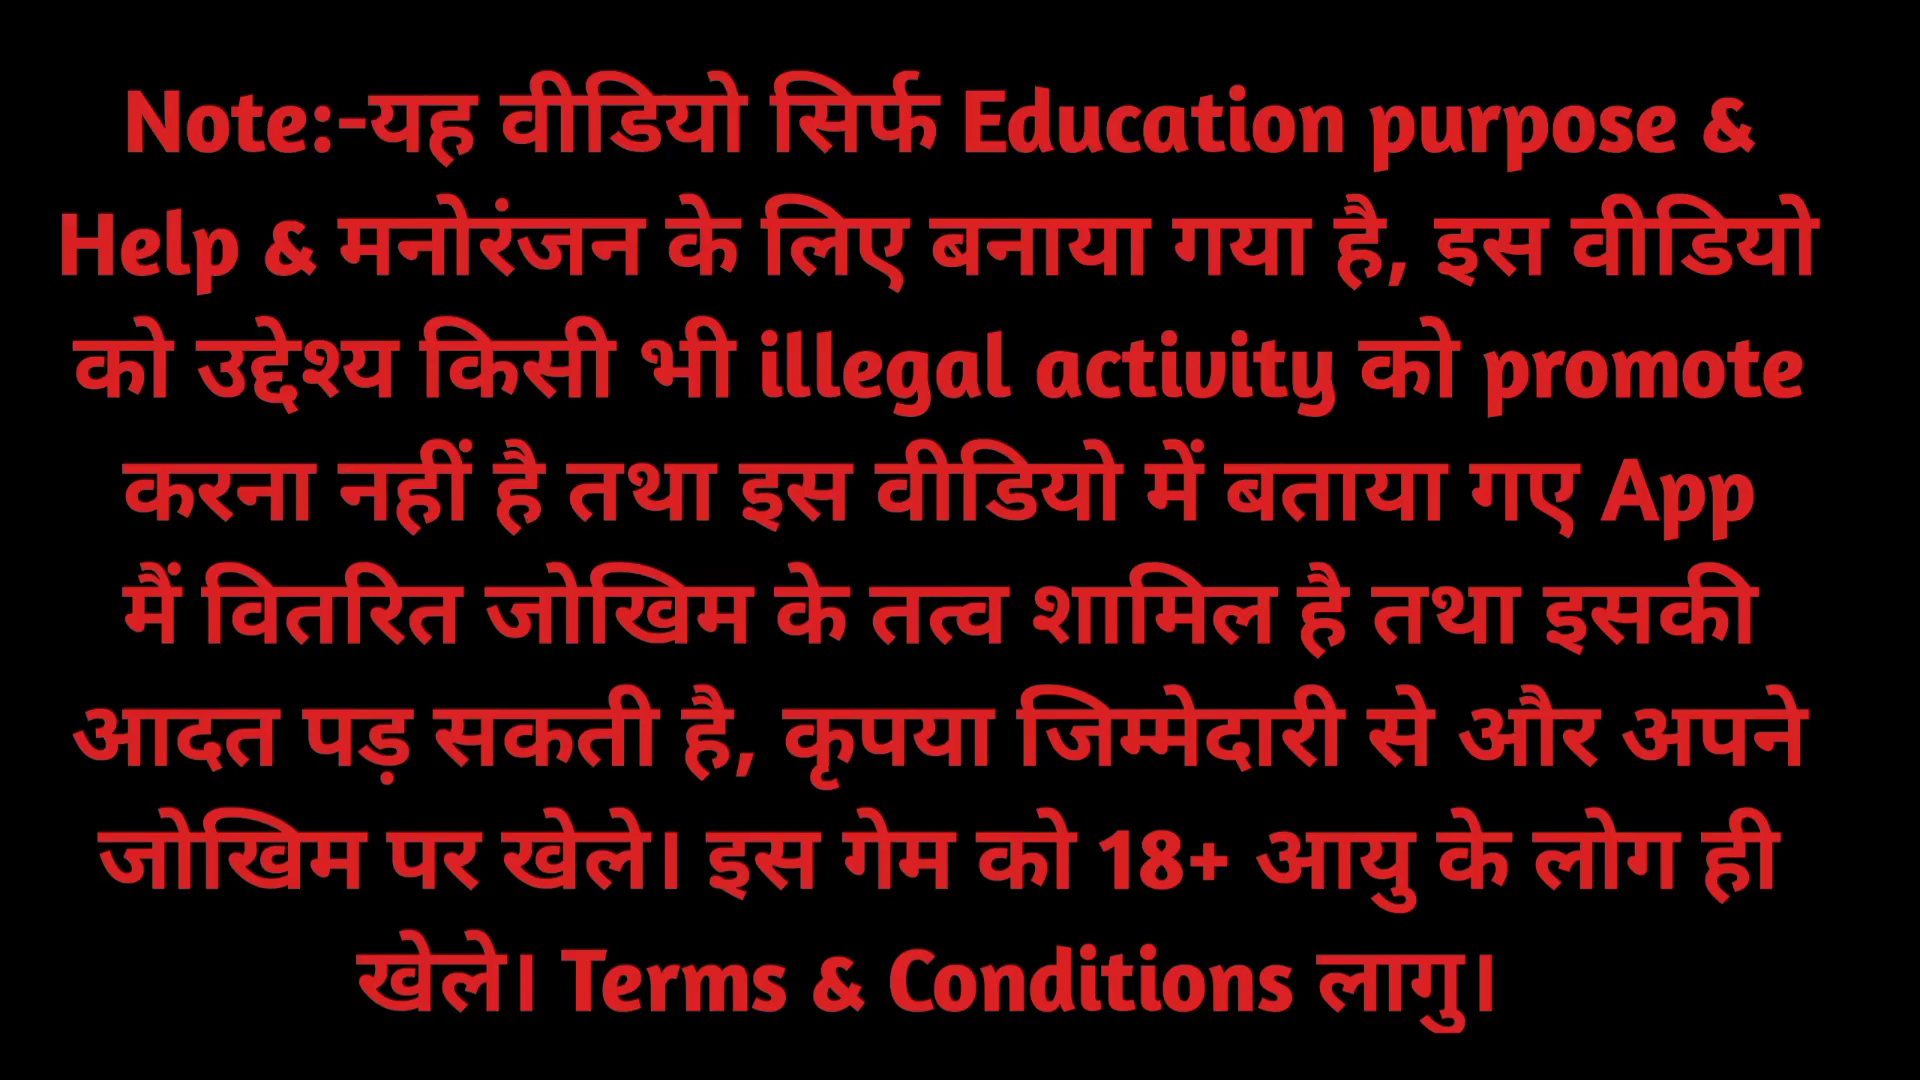 Note:-यह वीडियो सिर्फ Education purpose &
Help & मनोरंजन के लिए बनाया गया है, इस वीडियो
को उद्देश्य किसी भी illegal activity को promote
करना नहीं है तथा इस वीडियो में बताया गए App
मैं वितरित जोखिम के तत्व शामिल है तथा इसकी
आदत पड़ सकती है, कृपया जिम्मेदारी से और अपने
जोखिम पर खेले। इस गेम को 18+ आयु के लोग ही
खेले। Terms & Conditions लागु।